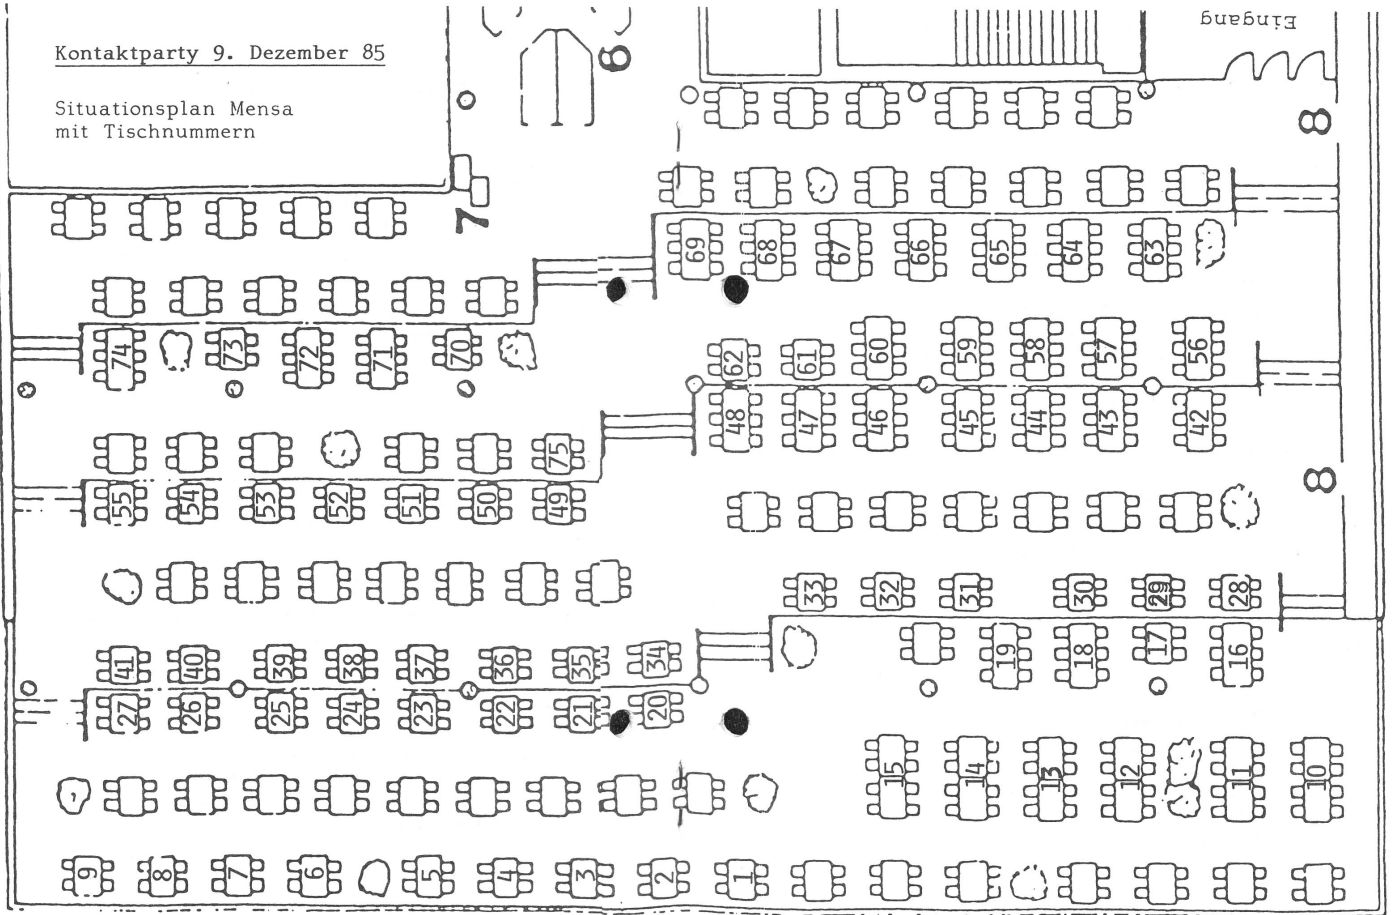 Eingang
Kontaktparty 9. Dezember 85
6
Situationsplan Mensa
mit Tischnummern
8
7
69 68 67 66 65 64 63
74 73 72 71 70
62 61 60 59 58 57 56
48 47 46 45 44 43 42
75
55 54 53 52 51 50 49
8
33 32 31 30 29 28
19 18 17 16
41 40 39 38 37 36 35 34
27 26 25 24 23 22 21 20
15 14 13 12 11 10
9 8 7 6 5 4 3 2 1